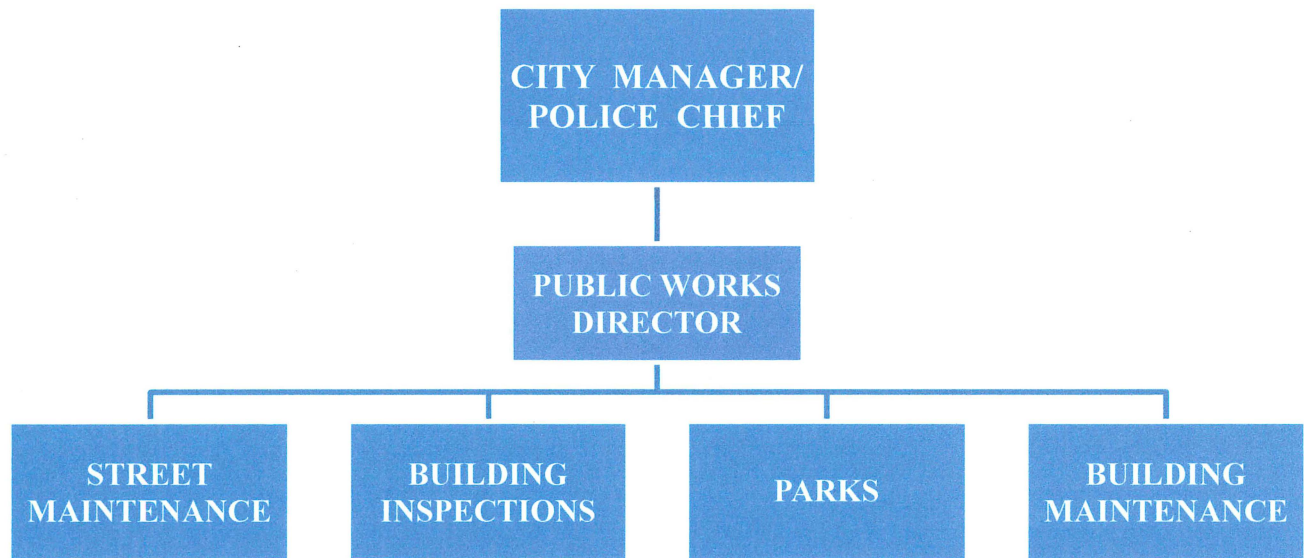 CITY MANAGER/
POLICE CHIEF
PUBLIC WORKS
DIRECTOR
STREET
MAINTENANCE
BUILDING
INSPECTIONS
PARKS
BUILDING
MAINTENANCE